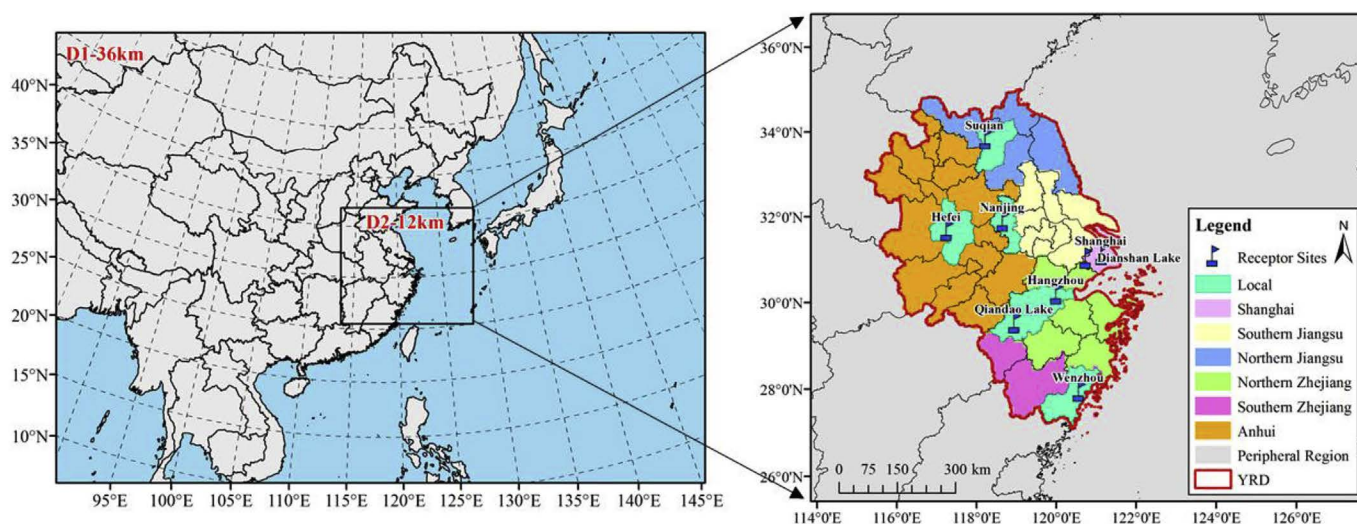 D1-36km
D2-12km
40°N
35°N
30°N
25°N
20°N
15°N
10°N
95°E 100°E 105°E 110°E 115°E 120°E 125°E 130°E 135°E 140°E 145°E
36°0'N
34°0'N
32°0'N
30°0'N
28°0'N
26°0'N
Suqian
Nanjing
Hefei
Shanghai
Dianshan Lake
Hangzhou
Qiandao Lake
Wenzhou
0 75 150 300 km
114°0'E 116°0'E 118°0'E 120°0'E 122°0'E 124°0'E 126°0'E
Legend
N
Receptor Sites
Local
Shanghai
Southern Jiangsu
Northern Jiangsu
Northern Zhejiang
Southern Zhejiang
Anhui
Peripheral Region
YRD